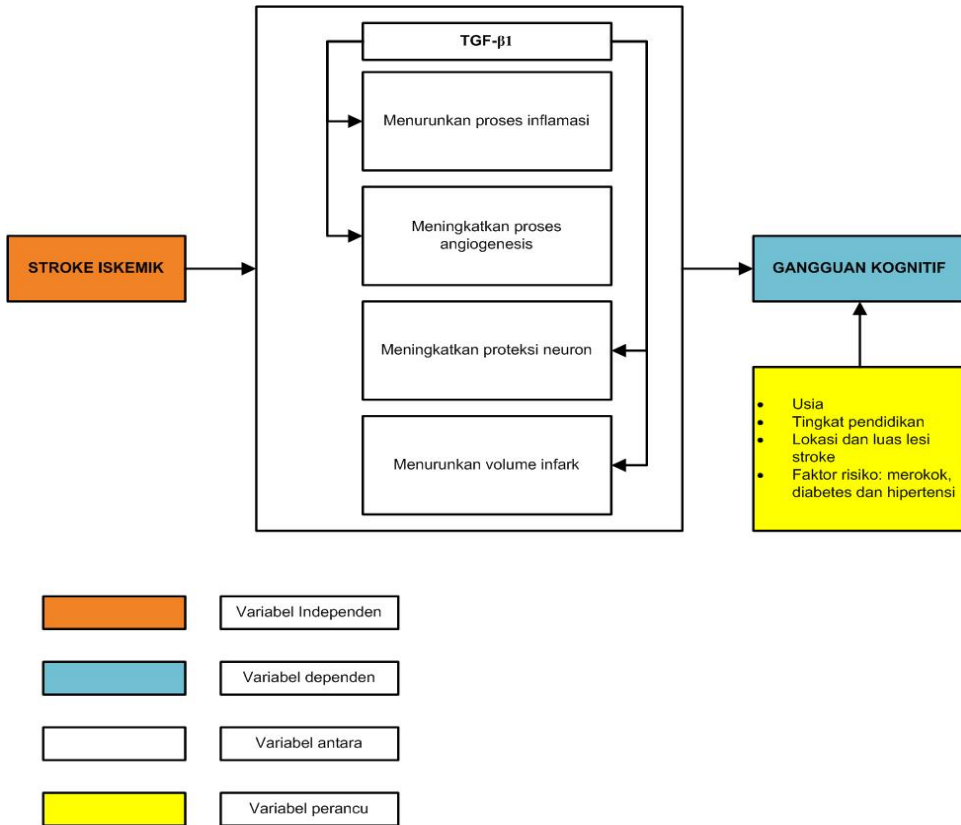 TGF-β1
Menurunkan proses inflamasi
Meningkatkan proses
angiogenesis
STROKE ISKEMIK
GANGGUAN KOGNITIF
Meningkatkan proteksi neuron
Menurunkan volume infark
• Usia
• Tingkat pendidikan
• Lokasi dan luas lesi
stroke
• Faktor risiko: merokok,
diabetes dan hipertensi
Variabel Independen
Variabel dependen
Variabel antara
Variabel perancu